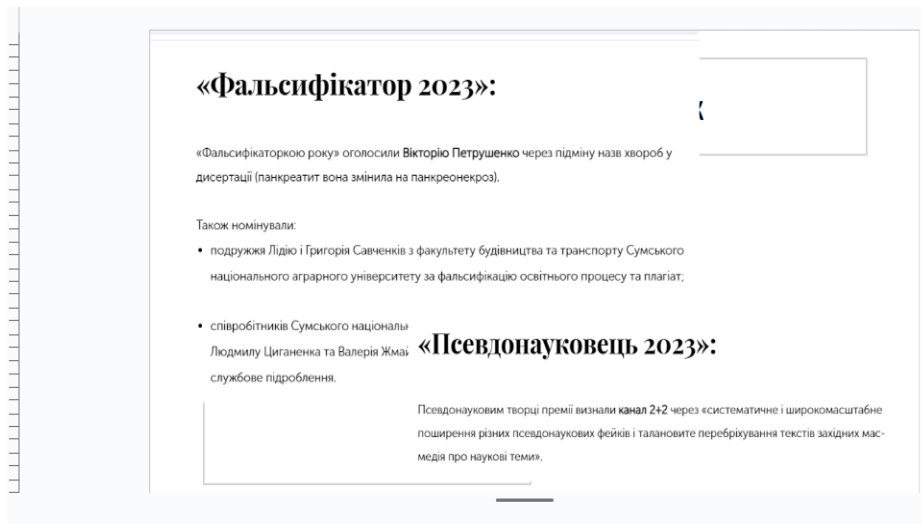 «Фальсифікатор 2023»:
«Фальсифікаторкою року» оголосили Вікторію Петрушенко через підміну назв хвороб у
дисертації (панкреатит вона змінила на панкреонекроз).
Також номінували:
• подружжя Лідію і Григорія Савченків з факультету будівництва та транспорту Сумського
національного аграрного університету за фальсифікацію освітнього процесу та плагіат;
• співробітників Сумського
Людмилу Циганенка та Валерія
службове підроблення.
«Псевдонауковець 2023»:
Псевдонауковим творці премії визнали канал 2+2 через «систематичне і широкомасштабне
поширення різних псевдонаукових фейків і талановите перебріхування текстів західних мас-
медія про наукові теми».